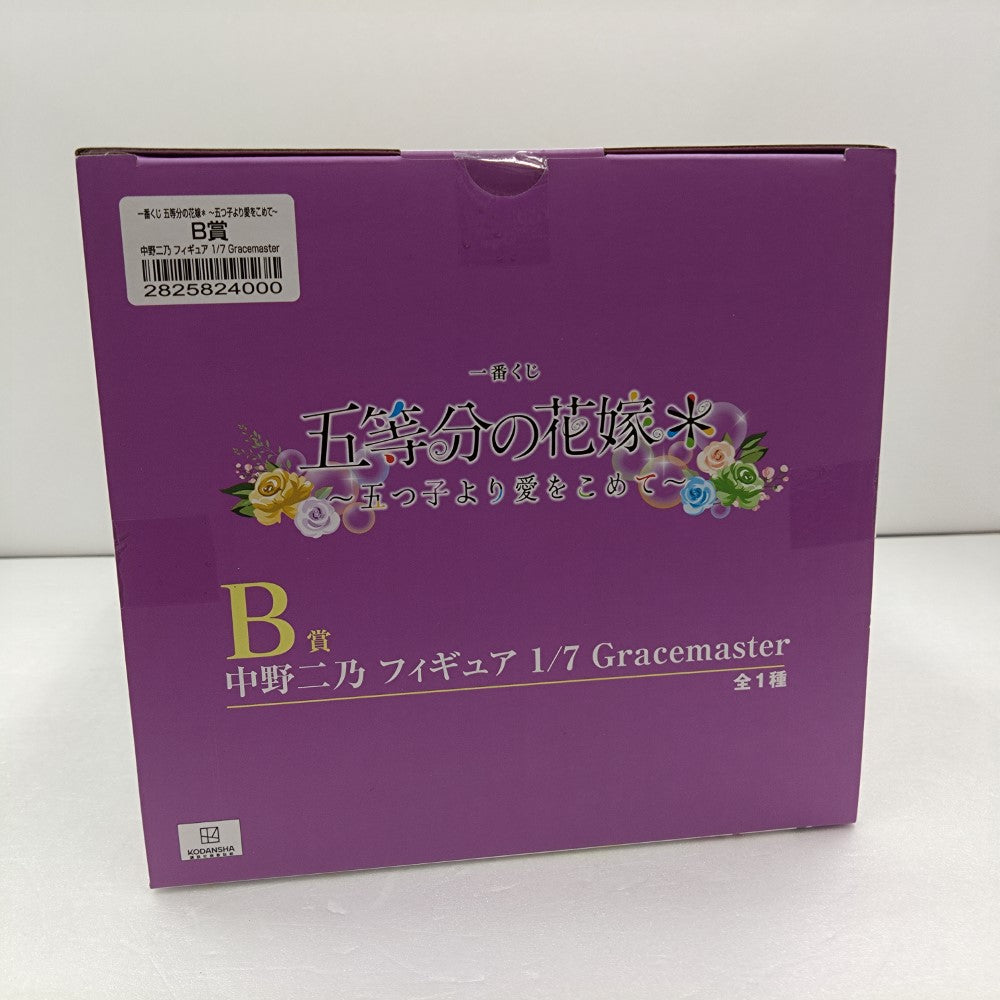 一番くじ 五等分の花嫁＊ ～五つ子より愛をこめて～
B賞
中野二乃 フィギュア 1/7 Gracemaster
2825824000
一番くじ
五等分の花嫁＊
～五つ子より愛をこめて～
B賞
中野二乃 フィギュア 1/7 Gracemaster
全1種
KODANSHA